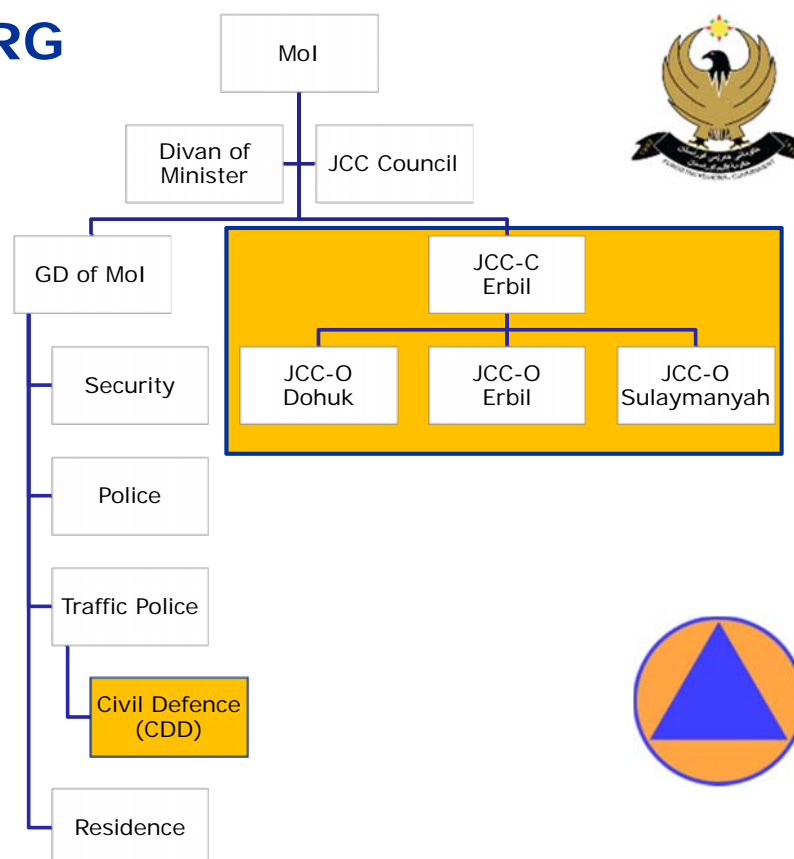 RG
MoI
Divan of
Minister
JCC Council
GD of MoI
JCC-C
Erbil
JCC-O
Dohuk
JCC-O
Erbil
JCC-O
Sulaymanyah
Security
Police
Traffic Police
Civil Defence
(CDD)
Residence